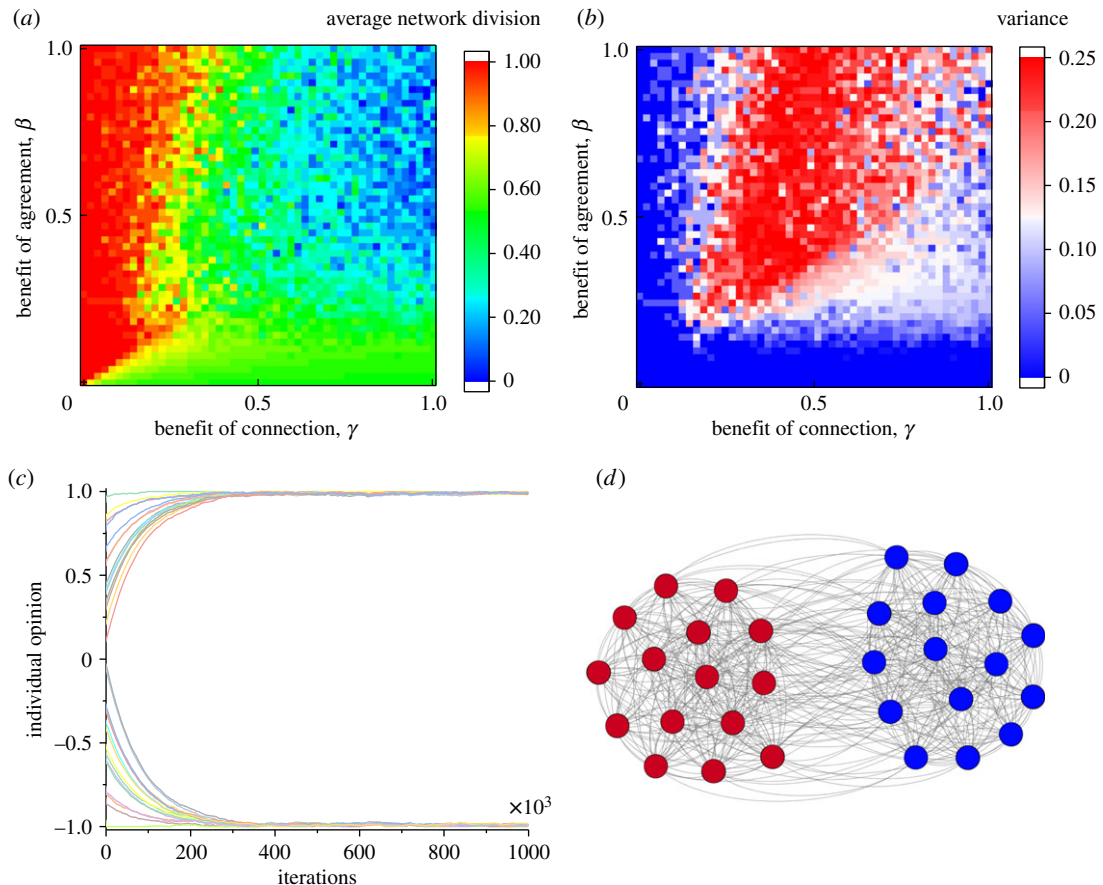 (a)
average network division
1.0
0.5
0
0.5
1.0
benefit of agreement, β
benefit of connection, γ
1.00
0.80
0.60
0.40
0.20
0
(b)
variance
1.0
0.5
0
0.5
1.0
benefit of agreement, β
benefit of connection, γ
0.25
0.20
0.15
0.10
0.05
0
(c)
1.0
0.5
0
−0.5
−1.0
individual opinion
×10³
0
200
400
600
800
1000
iterations
(d)